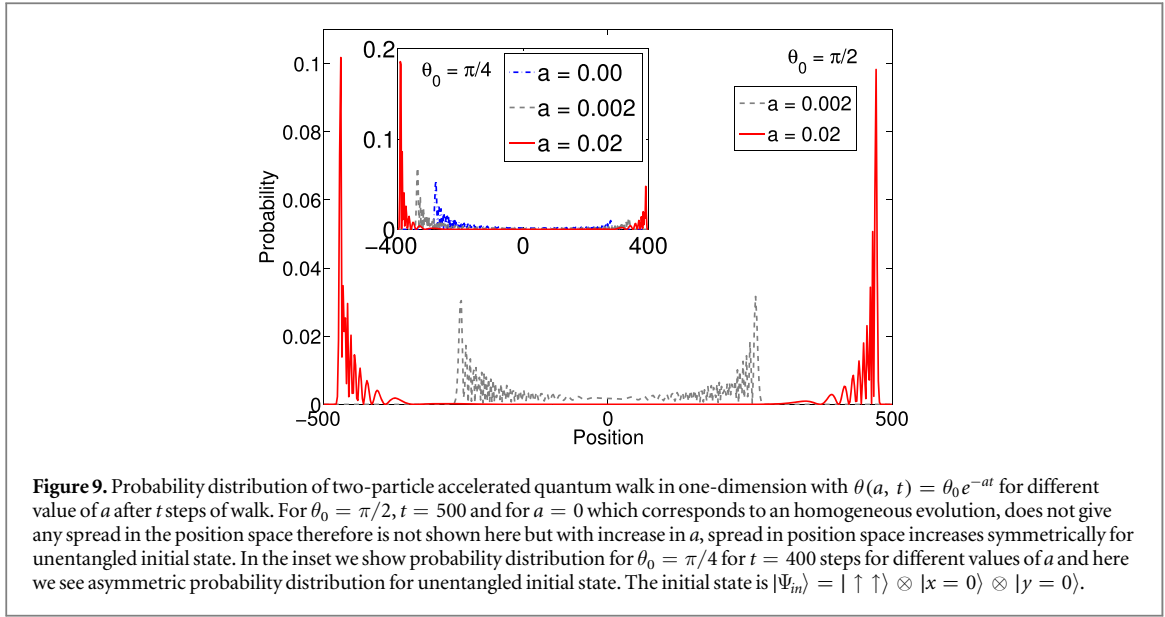 0.2
θ0 = π/4
a = 0.00
a = 0.002
a = 0.02
0.1
0
−400
0
400
θ0 = π/2
a = 0.002
a = 0.02
0.1
0.08
0.06
0.04
0.02
0
Probability
−500
0
500
Position
Figure 9. Probability distribution of two-particle accelerated quantum walk in one-dimension with θ(a, t) = θ0e−at for different
value of a after t steps of walk. For θ0 = π/2, t = 500 and for a = 0 which corresponds to an homogeneous evolution, does not give
any spread in the position space therefore is not shown here but with increase in a, spread in position space increases symmetrically for
unentangled initial state. In the inset we show probability distribution for θ0 = π/4 for t = 400 steps for different values of a and here
we see asymmetric probability distribution for unentangled initial state. The initial state is |Ψin⟩ = | ↑ ↑⟩ ⊗ |x = 0⟩ ⊗ |y = 0⟩.